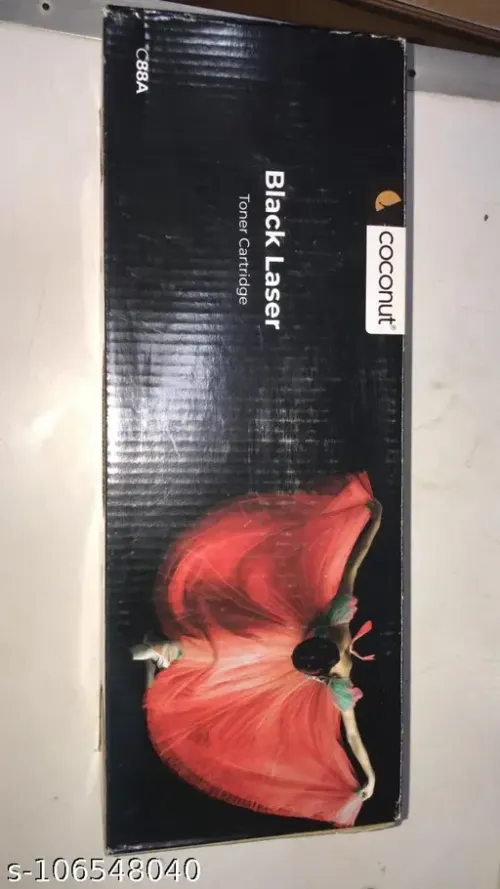 coconut®
Black Laser
Toner Cartridge
C88A
s-106548040